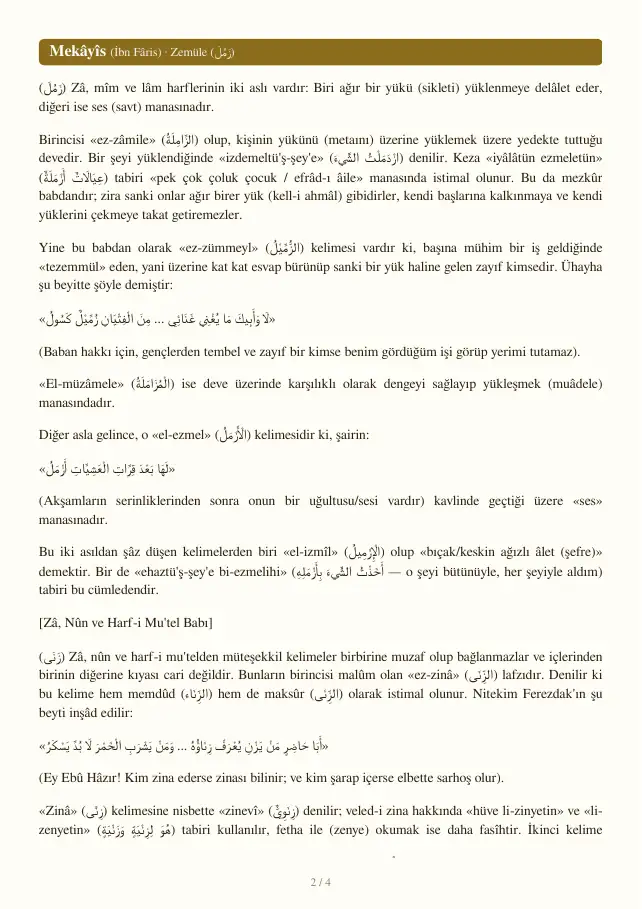 Mekâyîs (İbn Fâris) · Zemüle (زَمُلَ)
(زَمُلَ) Zâ, mîm ve lâm harflerinin iki aslı vardır: Biri ağır bir yükü (sikleti) yüklenmeye delâlet eder,
diğeri ise ses (savt) manasınadır.
Birincisi «ez-zâmile» (الزَّامِلَةُ) olup, kişinin yükünü (metaını) üzerine yüklemek üzere yedekte tuttuğu
devedir. Bir şeyi yüklendiğinde «izdemeltü'ş-şey'e» (ازْدَمَلْتُ الشَّيءَ) denilir. Keza «iyâlâtün ezmeletün»
(عِيَالَاتٌ أَزْمَلَةٌ) tabiri «pek çok çoluk çocuk / efrâd-ı âile» manasında istimal olunur. Bu da mezkûr
babdandır; zira sanki onlar ağır birer yük (kell-i ahmâl) gibidirler, kendi başlarına kalkınmaya ve kendi
yüklerini çekmeye takat getiremezler.
Yine bu babdan olarak «ez-zümmeyl» (الزُّمَّيْلُ) kelimesi vardır ki, başına mühim bir iş geldiğinde
«tezemmül» eden, yani üzerine kat kat esvap bürünüp sanki bir yük haline gelen zayıf kimsedir. Ühayha
şu beyitte şöyle demiştir:
«لَا وَأَبِيكَ مَا يُغْنِي غَنَائِي ... مِنَ الْفِتْيَانِ زُمَّيْلٌ كَسُولُ»
(Baban hakkı için, gençlerden tembel ve zayıf bir kimse benim gördüğüm işi görüp yerimi tutamaz).
«El-müzâmele» (الْمُزَامَلَةُ) ise deve üzerinde karşılıklı olarak dengeyi sağlayıp yükleşmek (muâdele)
manasındadır.
Diğer asla gelince, o «el-ezmel» (الْأَزْمَلُ) kelimesidir ki, şairin:
«لَهَا بَعْدَ قِرَّاتِ الْعَشِيَّاتِ أَزْمَلُ»
(Akşamların serinliklerinden sonra onun bir uğultusu/sesi vardır) kavlinde geçtiği üzere «ses»
manasınadır.
Bu iki asıldan şâz düşen kelimelerden biri «el-izmîl» (الْإِزْمِيلُ) olup «bıçak/keskin ağızlı âlet (şefre)»
demektir. Bir de «ehaztü'ş-şey'e bi-ezmelihi» (أَخَذْتُ الشَّيءَ بِأَزْمَلِهِ — o şeyi bütünüyle, her şeyiyle aldım)
tabiri bu cümledendir.
[Zâ, Nûn ve Harf-i Mu'tel Babı]
(زَنَى) Zâ, nûn ve harf-i mu'telden müteşekkil kelimeler birbirine muzaf olup bağlanmazlar ve içlerinden
birinin diğerine kıyası cari değildir. Bunların birincisi malûm olan «ez-zinâ» (الزِّنَى) lafzıdır. Denilir ki
bu kelime hem memdûd (الزِّنَاءُ) hem de maksûr (الزِّنَى) olarak istimal olunur. Nitekim Ferezdak'ın şu
beyti inşâd edilir:
«أَبَا حَاضِرٍ مَنْ يَزْنِ يُعْرَفْ زِنَاؤُهُ ... وَمَنْ يَشْرَبِ الْخَمْرَ لَا بُدَّ يَسْكَرُ»
(Ey Ebû Hâzır! Kim zina ederse zinası bilinir; ve kim şarap içerse elbette sarhoş olur).
«Zinâ» (زِنًى) kelimesine nisbette «zinevî» (زِنَوِيٌّ) denilir; veled-i zina hakkında «hüve li-zinyetin» ve «li-
zenyetin» (هُوَ لِزِنْيَةٍ وَزَنْيَةٍ) tabiri kullanılır, fetha ile (zenye) okumak ise daha fasîhtir. İkinci kelime
2 / 4